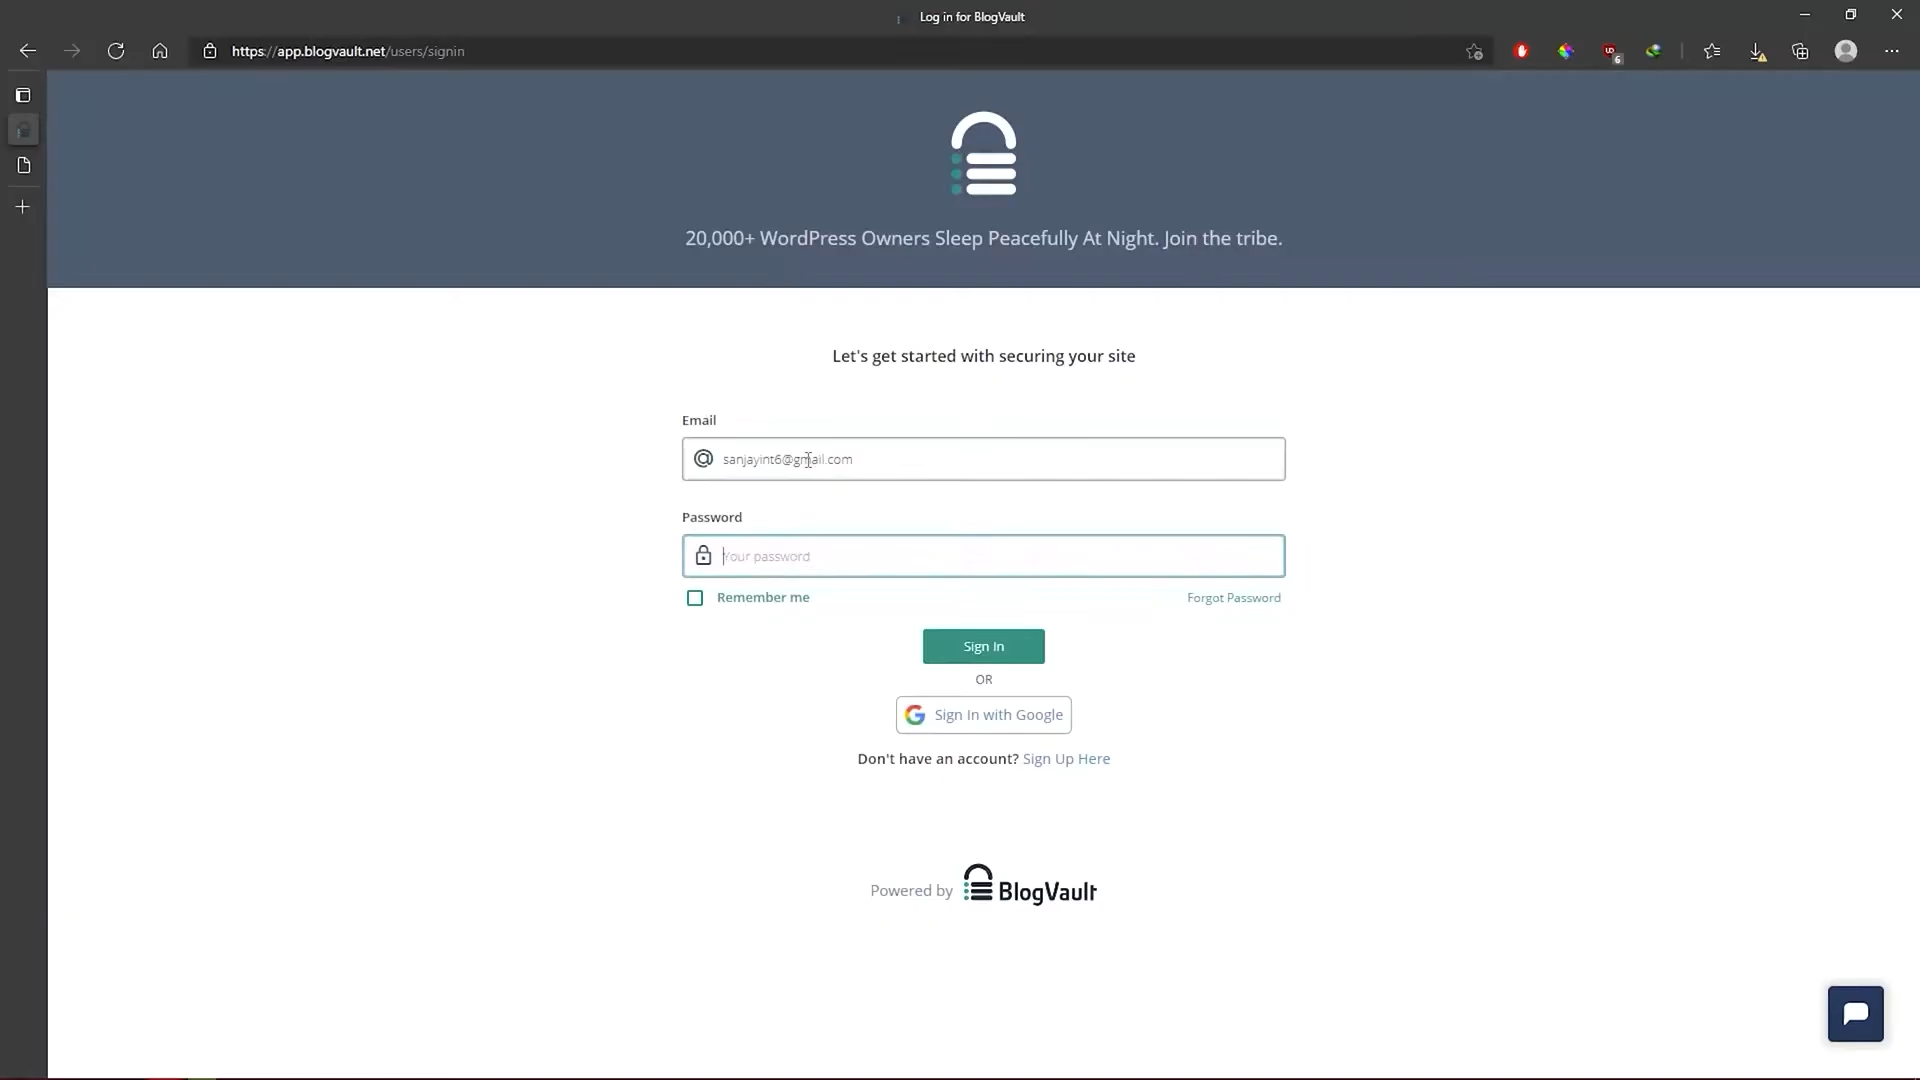 Log in for BlogVault
https://app.blogvault.net/users/signin
6
20,000+ WordPress Owners Sleep Peacefully At Night. Join the tribe.
Let's get started with securing your site
Email
sanjayint6@gmail.com
Password
Your password
Remember me
Forgot Password
Sign In
OR
Sign In with Google
Don't have an account? Sign Up Here
Powered by BlogVault